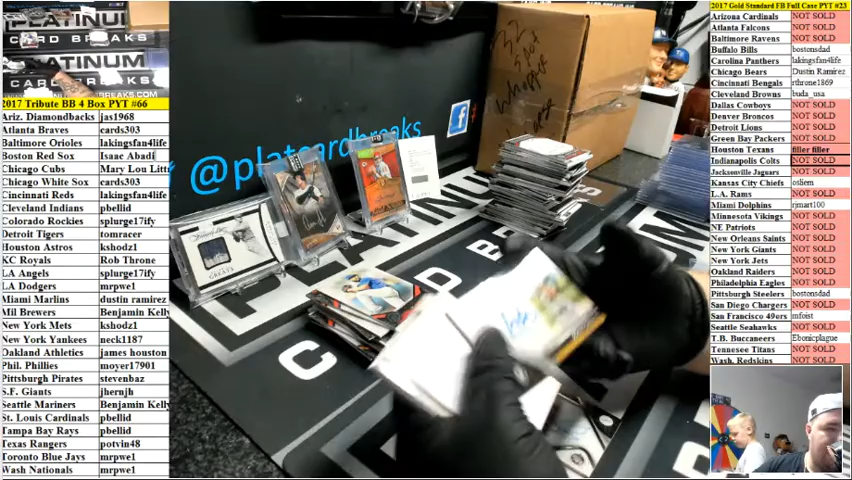 PLATINUM
CARD BREAKS
PLATINUM
CARD BREAKS
2017 Tribute BB 4 Box PYT #66
Ariz. Diamondbacks jas1968
Atlanta Braves cards303
Baltimore Orioles lakingsfan4life
Boston Red Sox Isaac Abadi
Chicago Cubs Mary Lou Litt
Chicago White Sox cards303
Cincinnati Reds lakingsfan4life
Cleveland Indians pbellid
Colorado Rockies splurge17ify
Detroit Tigers tomracer
Houston Astros kshodz1
KC Royals Rob Throne
LA Angels splurge17ify
LA Dodgers mrpwe1
Miami Marlins dustin ramirez
Mil Brewers Benjamin Kelly
New York Mets kshodz1
New York Yankees neck1187
Oakland Athletics james houston
Phil. Phillies moyer17901
Pittsburgh Pirates stevenbaz
S.F. Giants jhernjh
Seattle Mariners Benjamin Kelly
St. Louis Cardinals pbellid
Tampa Bay Rays pbellid
Texas Rangers potvin48
Toronto Blue Jays mrpwe1
Wash Nationals mrpwe1
@platcardbreaks
f
32
Spot
Whopper
PLATINUM
CARD BR
2017 Gold Standard FB Full Case PYT #23
Arizona Cardinals NOT SOLD
Atlanta Falcons NOT SOLD
Baltimore Ravens NOT SOLD
Buffalo Bills bostonsdad
Carolina Panthers lakingsfan4life
Chicago Bears Dustin Ramirez
Cincinnati Bengals rthrone1869
Cleveland Browns buda_usa
Dallas Cowboys NOT SOLD
Denver Broncos NOT SOLD
Detroit Lions NOT SOLD
Green Bay Packers NOT SOLD
Houston Texans filler filler
Indianapolis Colts NOT SOLD
Jacksonville Jaguars NOT SOLD
Kansas City Chiefs osliem
L.A. Rams NOT SOLD
Miami Dolphins rjmart100
Minnesota Vikings NOT SOLD
NE Patriots NOT SOLD
New Orleans Saints NOT SOLD
New York Giants NOT SOLD
New York Jets NOT SOLD
Oakland Raiders NOT SOLD
Philadelphia Eagles NOT SOLD
Pittsburgh Steelers bostonsdad
San Diego Chargers NOT SOLD
San Francisco 49ers mfoist
Seattle Seahawks NOT SOLD
T.B. Buccaneers Ebonicplague
Tennesee Titans NOT SOLD
Wash. Redskins NOT SOLD